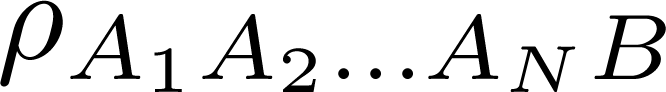 ρ_{A_1 A_2 ... A_N B}